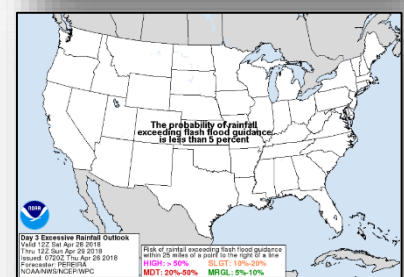 The probability of rainfall
exceeding flash flood guidance
is less than 5 percent
NOAA
Day 3 Excessive Rainfall Outlook
Valid 12Z Sat Apr 28 2018
Thru 12Z Sun Apr 29 2018
Issued: 0720Z Thu Apr 26 2018
Forecaster: PEREIRA
NOAA/NWS/NCEP/WPC
Risk of rainfall exceeding flash flood guidance
within 25 miles of a point to the right of a line
HIGH: > 50% SLGT: 10%-20%
MDT: 20%-50% MRGL: 5%-10%